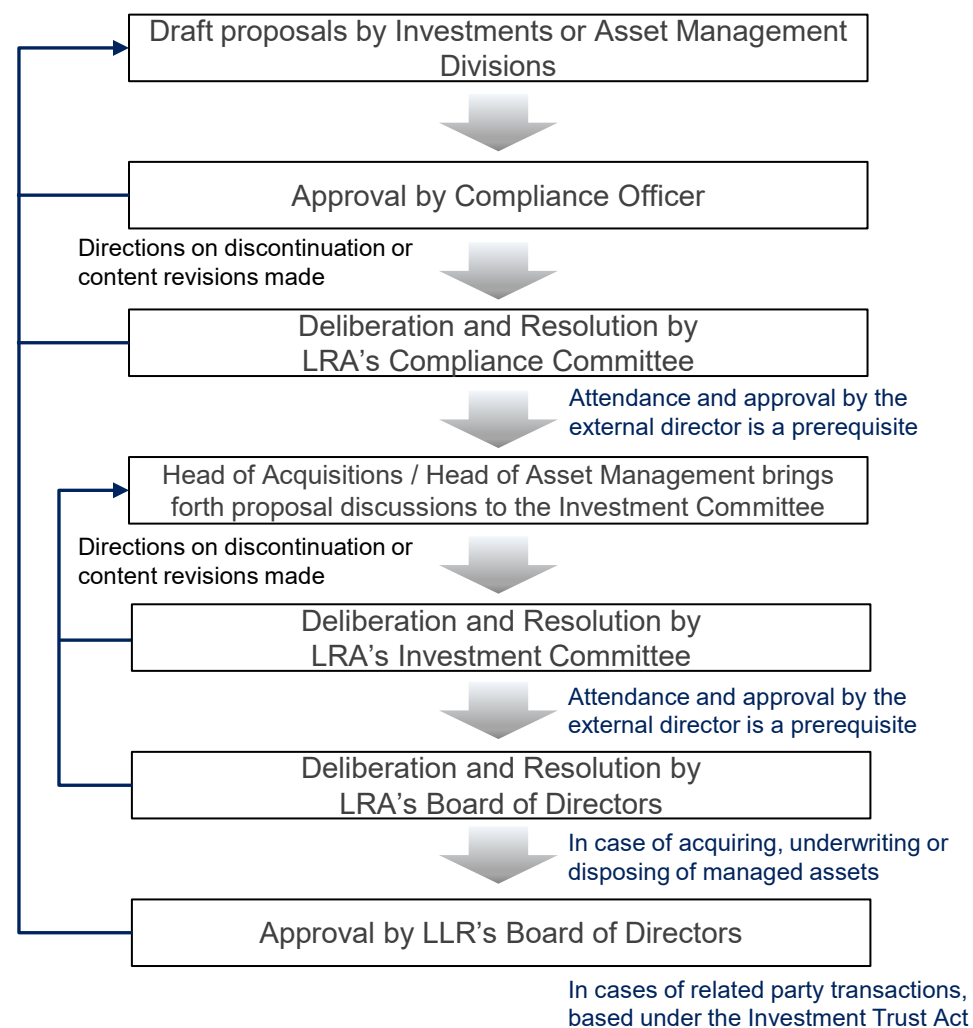 Draft proposals by Investments or Asset Management
Divisions
Approval by Compliance Officer
Directions on discontinuation or
content revisions made
Deliberation and Resolution by
LRA’s Compliance Committee
Attendance and approval by the
external director is a prerequisite
Head of Acquisitions / Head of Asset Management brings
forth proposal discussions to the Investment Committee
Directions on discontinuation or
content revisions made
Deliberation and Resolution by
LRA’s Investment Committee
Attendance and approval by the
external director is a prerequisite
Deliberation and Resolution by
LRA’s Board of Directors
In case of acquiring, underwriting or
disposing of managed assets
Approval by LLR’s Board of Directors
In cases of related party transactions,
based under the Investment Trust Act